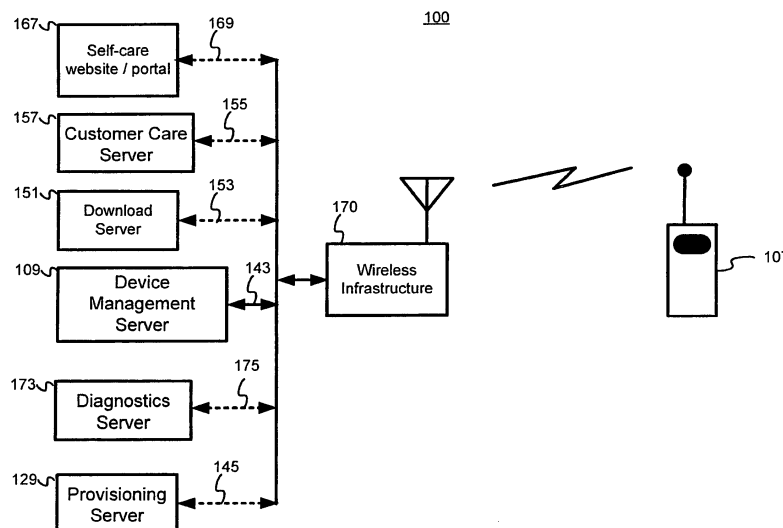 100
167
169
Self-care
website / portal
157
155
Customer Care
Server
151
153
Download
Server
170
Wireless
Infrastructure
107
109
143
Device
Management
Server
173
175
Diagnostics
Server
129
145
Provisioning
Server